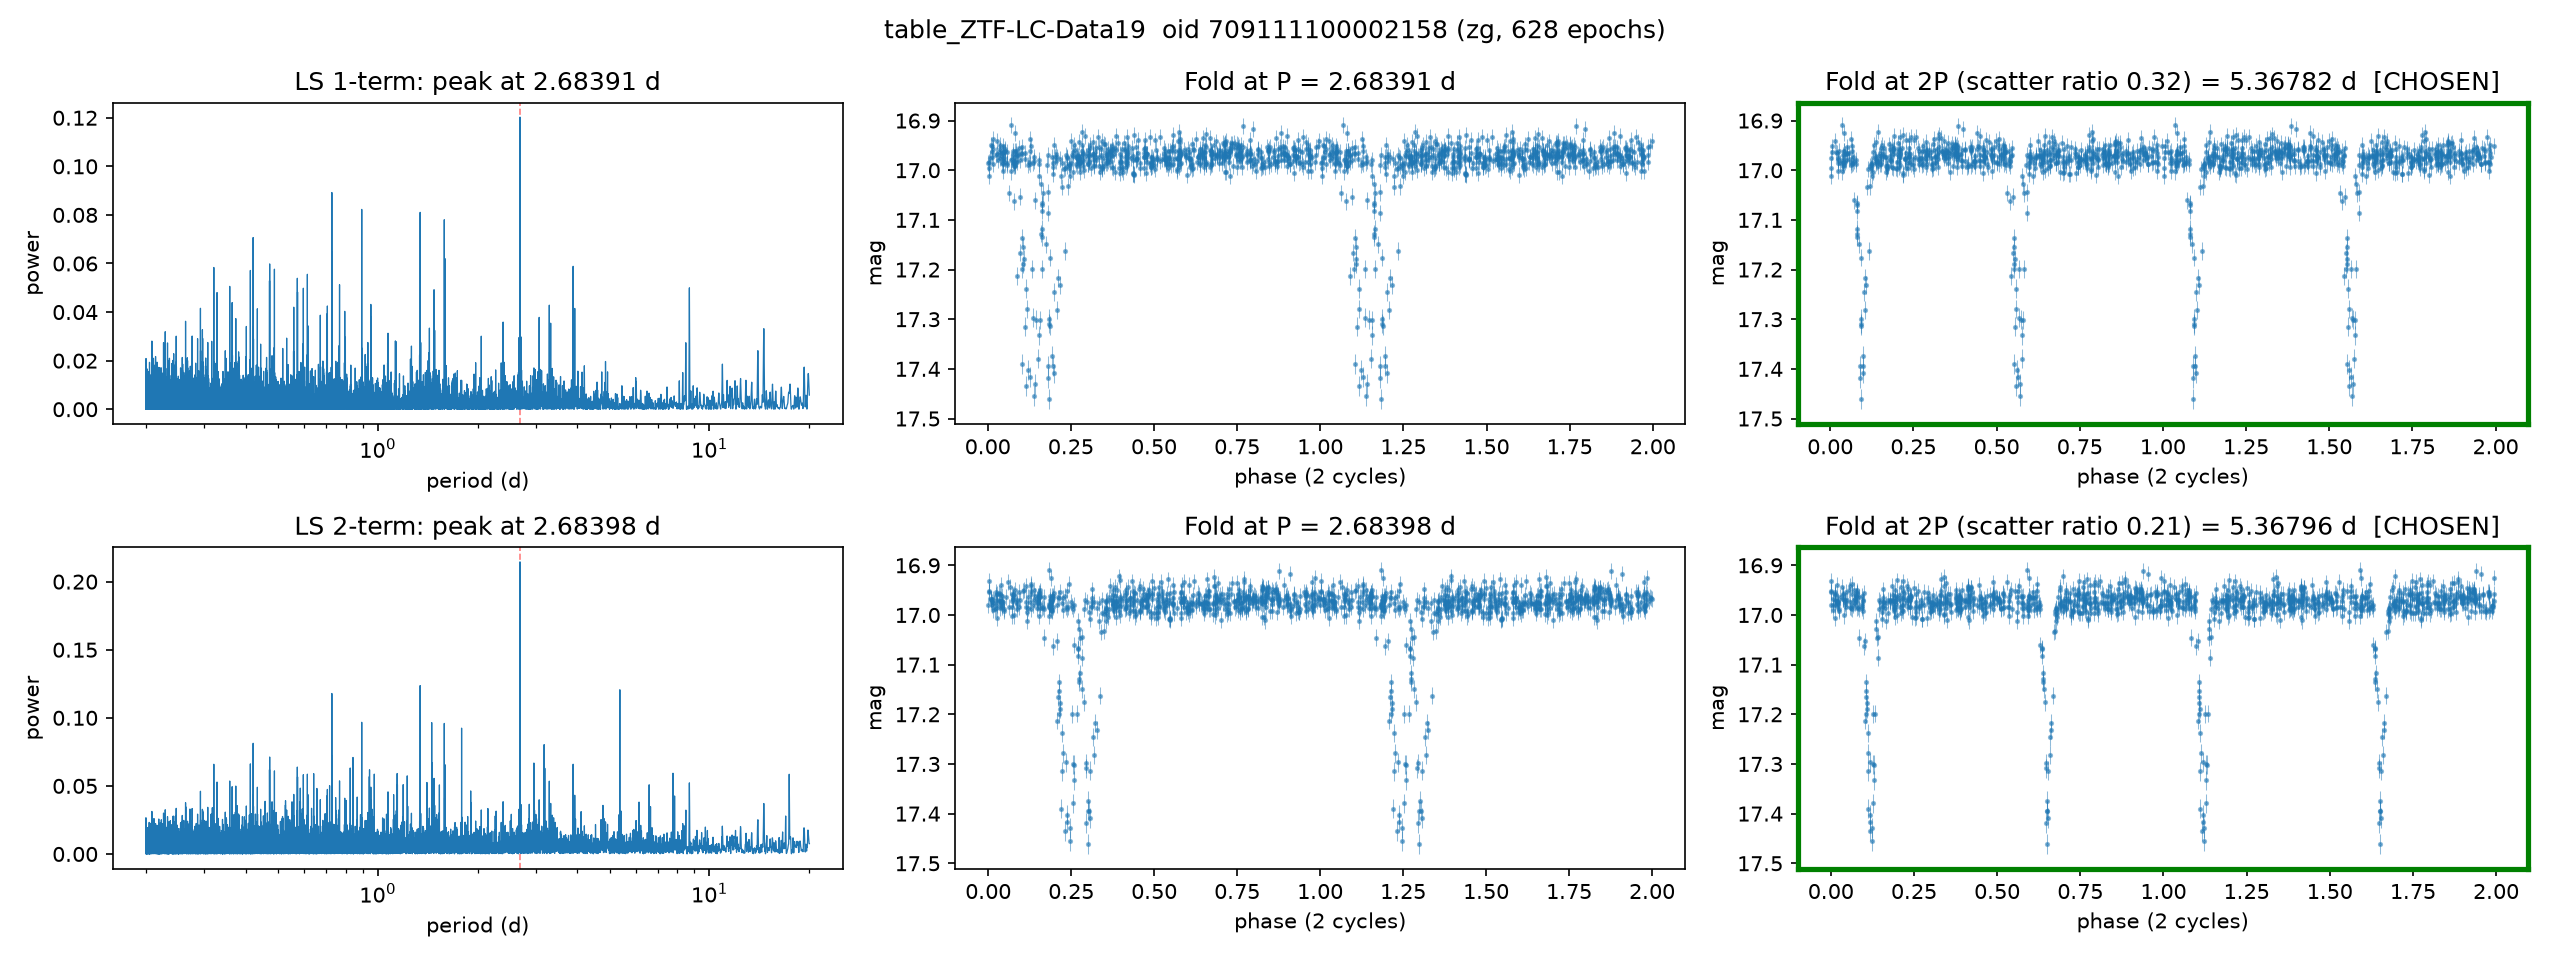 table_ZTF-LC-Data19  oid 709111100002158 (zg, 628 epochs)
LS 1-term: peak at 2.68391 d
0.12
0.10
0.08
0.06
0.04
0.02
0.00
power
10⁰
10¹
period (d)
Fold at P = 2.68391 d
16.9
17.0
17.1
17.2
17.3
17.4
17.5
mag
0.00 0.25 0.50 0.75 1.00 1.25 1.50 1.75 2.00
phase (2 cycles)
Fold at 2P (scatter ratio 0.32) = 5.36782 d  [CHOSEN]
16.9
17.0
17.1
17.2
17.3
17.4
17.5
mag
0.00 0.25 0.50 0.75 1.00 1.25 1.50 1.75 2.00
phase (2 cycles)
LS 2-term: peak at 2.68398 d
0.20
0.15
0.10
0.05
0.00
power
10⁰
10¹
period (d)
Fold at P = 2.68398 d
16.9
17.0
17.1
17.2
17.3
17.4
17.5
mag
0.00 0.25 0.50 0.75 1.00 1.25 1.50 1.75 2.00
phase (2 cycles)
Fold at 2P (scatter ratio 0.21) = 5.36796 d  [CHOSEN]
16.9
17.0
17.1
17.2
17.3
17.4
17.5
mag
0.00 0.25 0.50 0.75 1.00 1.25 1.50 1.75 2.00
phase (2 cycles)